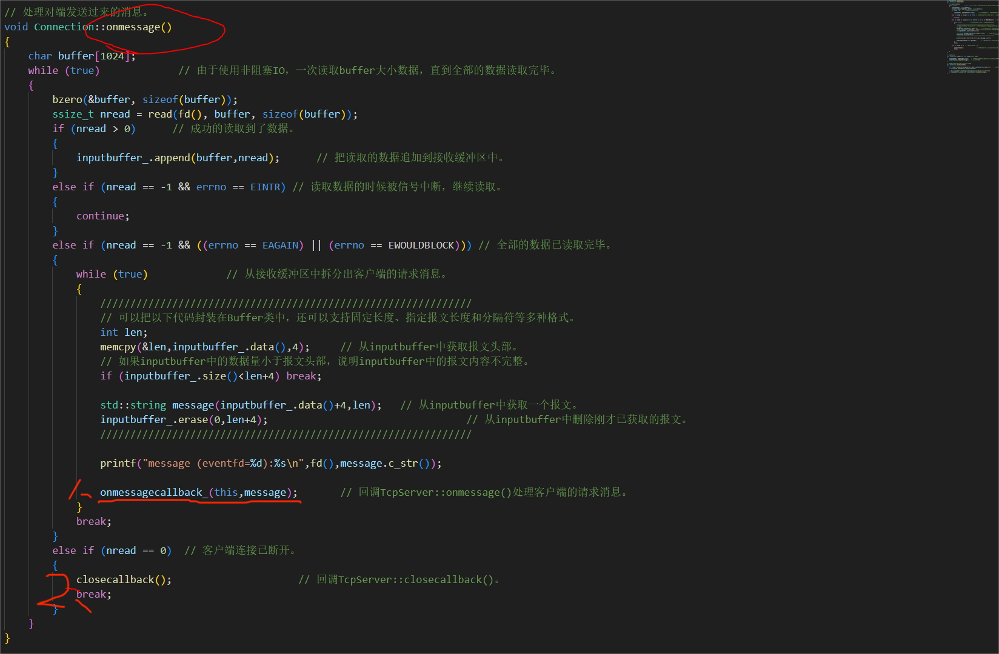 // 处理对端发送过来的消息。
void Connection::onmessage()
{
    char buffer[1024];
    while (true)             // 由于使用非阻塞IO，一次读取buffer大小数据，直到全部的数据读取完毕。
    {
        bzero(&buffer, sizeof(buffer));
        ssize_t nread = read(fd(), buffer, sizeof(buffer));
        if (nread > 0)      // 成功的读取到了数据。
        {
            inputbuffer_.append(buffer,nread);      // 把读取的数据追加到接收缓冲区中。
        }
        else if (nread == -1 && errno == EINTR) // 读取数据的时候被信号中断，继续读取。
        {
            continue;
        }
        else if (nread == -1 && ((errno == EAGAIN) || (errno == EWOULDBLOCK))) // 全部的数据已读取完毕。
        {
            while (true)             // 从接收缓冲区中拆分出客户端的请求消息。
            {
                //////////////////////////////////////////////////////////////
                // 可以把以下代码封装在Buffer类中，还可以支持固定长度、指定报文长度和分隔符等多种格式。
                int len;
                memcpy(&len,inputbuffer_.data(),4);     // 从inputbuffer中获取报文头部。
                // 如果inputbuffer中的数据量小于报文头部，说明inputbuffer中的报文内容不完整。
                if (inputbuffer_.size()<len+4) break;
                std::string message(inputbuffer_.data()+4,len);   // 从inputbuffer中获取一个报文。
                inputbuffer_.erase(0,len+4);                                 // 从inputbuffer中删除刚才已获取的报文。
                //////////////////////////////////////////////////////////////
                printf("message (eventfd=%d):%s\n",fd(),message.c_str());
1. onmessagecallback_(this,message);       // 回调TcpServer::onmessage()处理客户端的请求消息。
            }
            break;
        }
        else if (nread == 0)  // 客户端连接已断开。
        {
            closecallback();                     // 回调TcpServer::closecallback()。
2、 break;
        }
    }
}